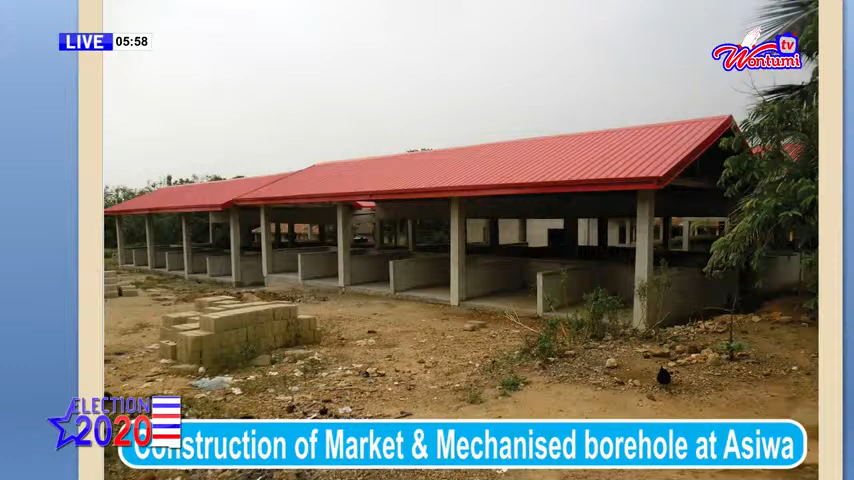 LIVE 05:58
Wontumi tv
ELECTION
2020
Construction of Market & Mechanised borehole at Asiwa